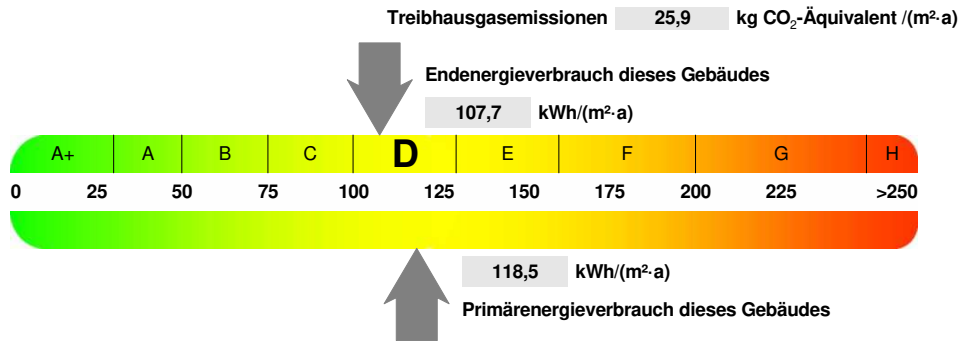 Treibhausgasemissionen 25,9 kg CO₂-Äquivalent /(m²·a)
Endenergieverbrauch dieses Gebäudes
107,7 kWh/(m²·a)
A+ A B C D E F G H
0 25 50 75 100 125 150 175 200 225 >250
118,5 kWh/(m²·a)
Primärenergieverbrauch dieses Gebäudes